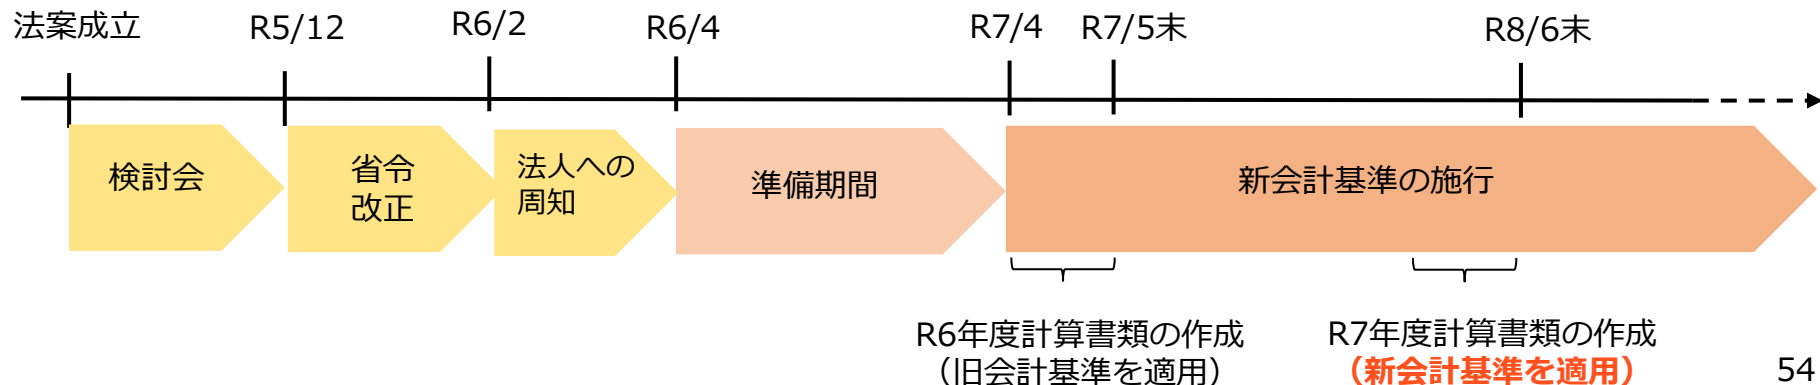 法案成立
R5/12
R6/2
R6/4
R7/4
R7/5末
R8/6末
検討会
省令
改正
法人への
周知
準備期間
新会計基準の施行
R6年度計算書類の作成
（旧会計基準を適用）
R7年度計算書類の作成
（新会計基準を適用）
54